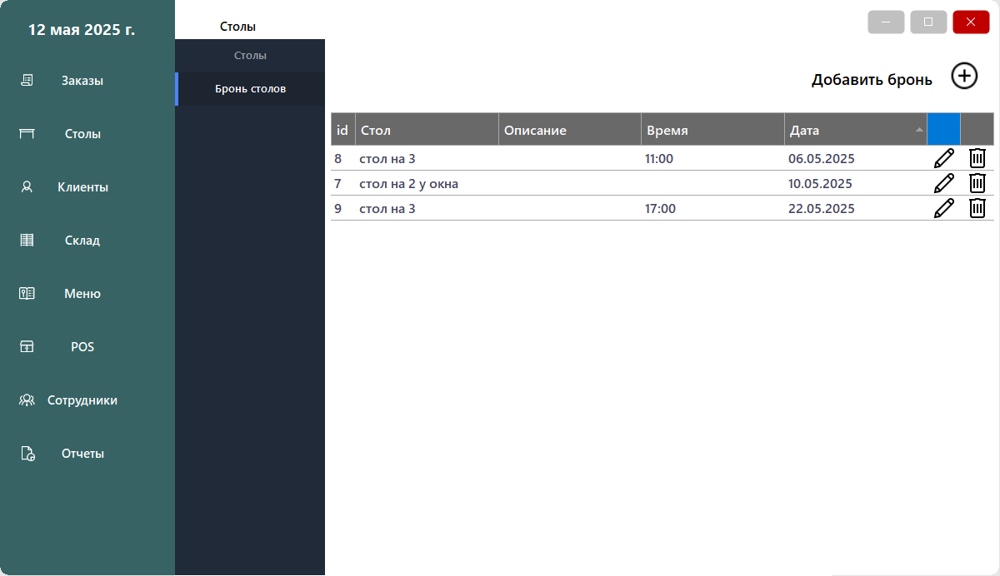 12 мая 2025 г.
Заказы
Столы
Клиенты
Склад
Меню
POS
Сотрудники
Отчеты
Столы
Столы
Бронь столов
Добавить бронь
id Стол Описание Время Дата
8 стол на 3 11:00 06.05.2025
7 стол на 2 у окна 10.05.2025
9 стол на 3 17:00 22.05.2025